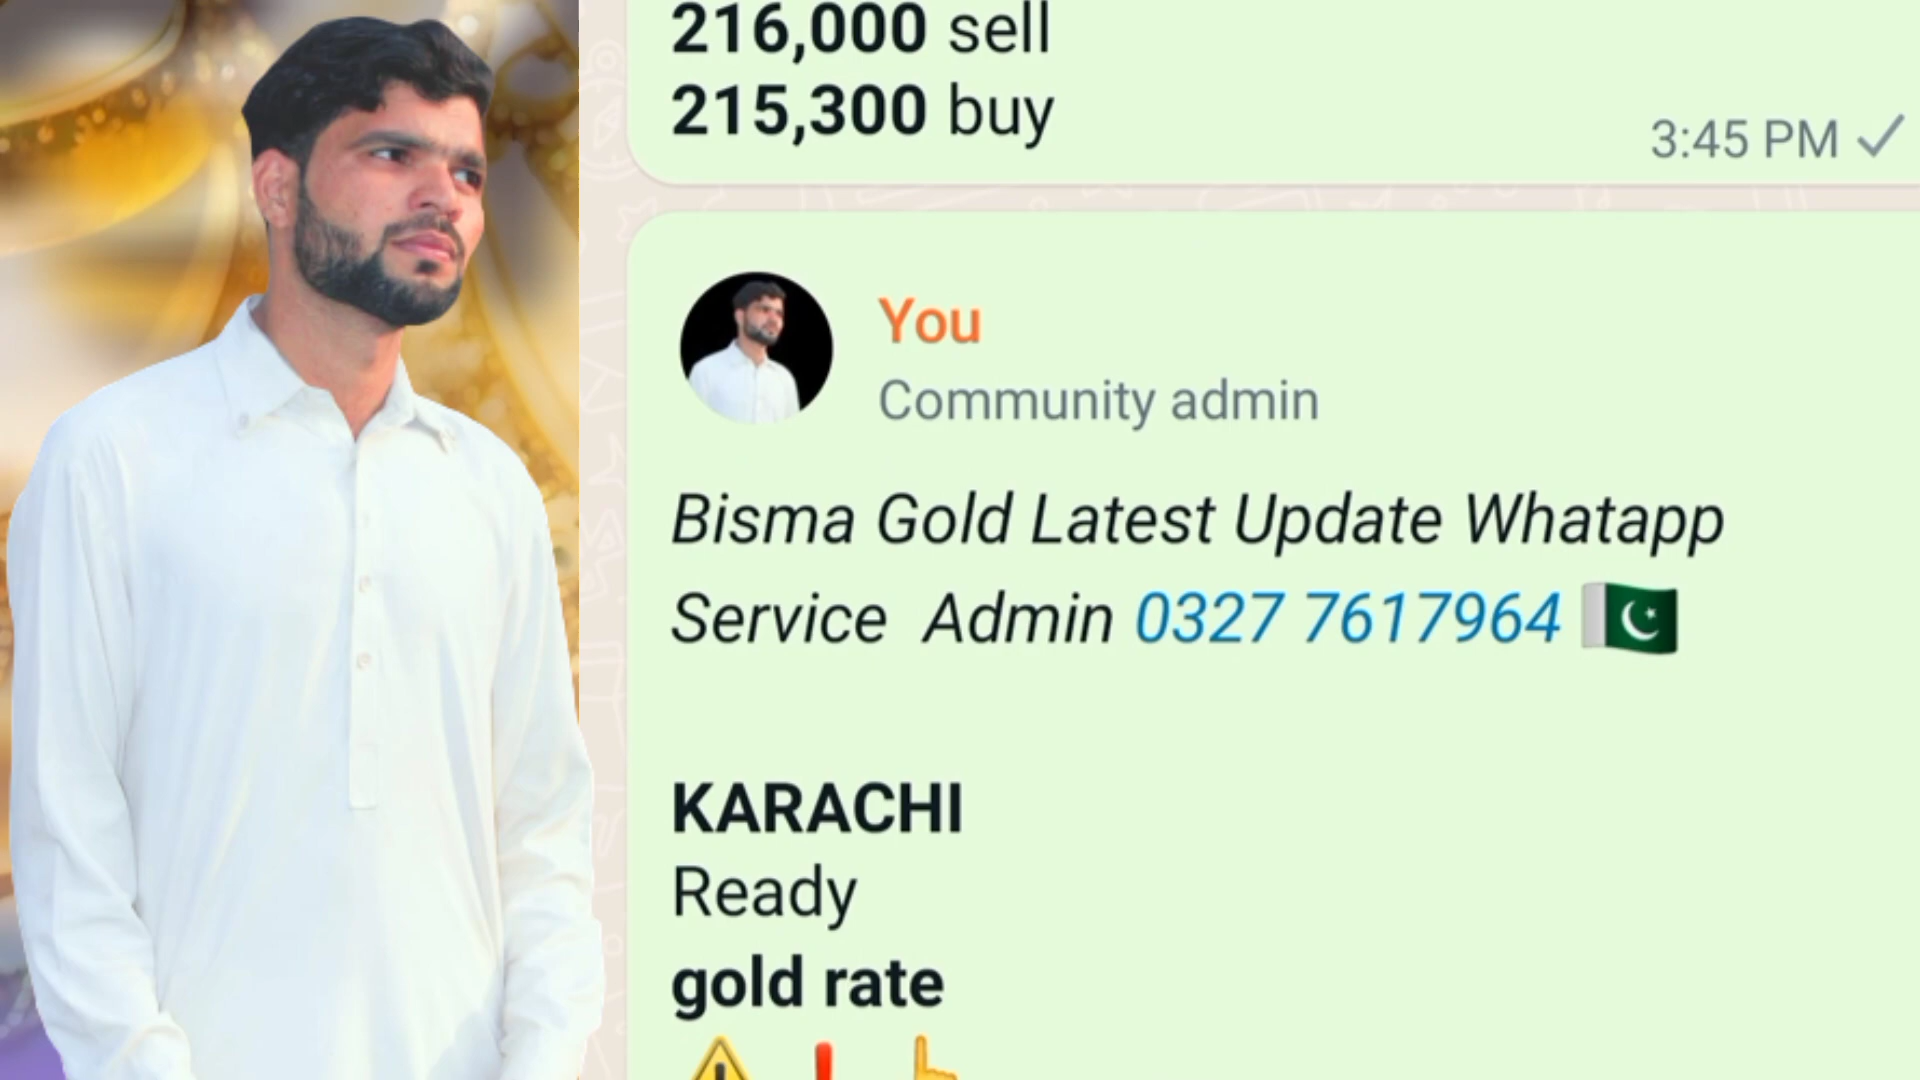 216,000 sell
215,300 buy
3:45 PM
You
Community admin
Bisma Gold Latest Update Whatapp
Service Admin 0327 7617964 🇵🇰
KARACHI
Ready
gold rate